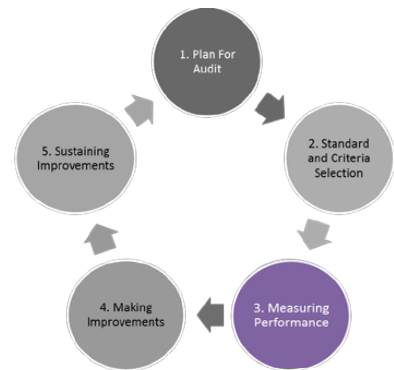 1. Plan For
Audit
2. Standard
and Criteria
Selection
3. Measuring
Performance
4. Making
Improvements
5. Sustaining
Improvements